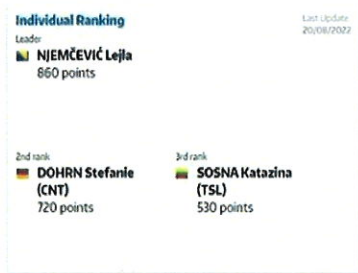 Individual Ranking
Last Update
20/08/2022
Leader
NJEMČEVIĆ Lejla
860 points
2nd rank
DOHRN Stefanie
(CNT)
720 points
3rd rank
SOSNA Katazina
(TSL)
530 points